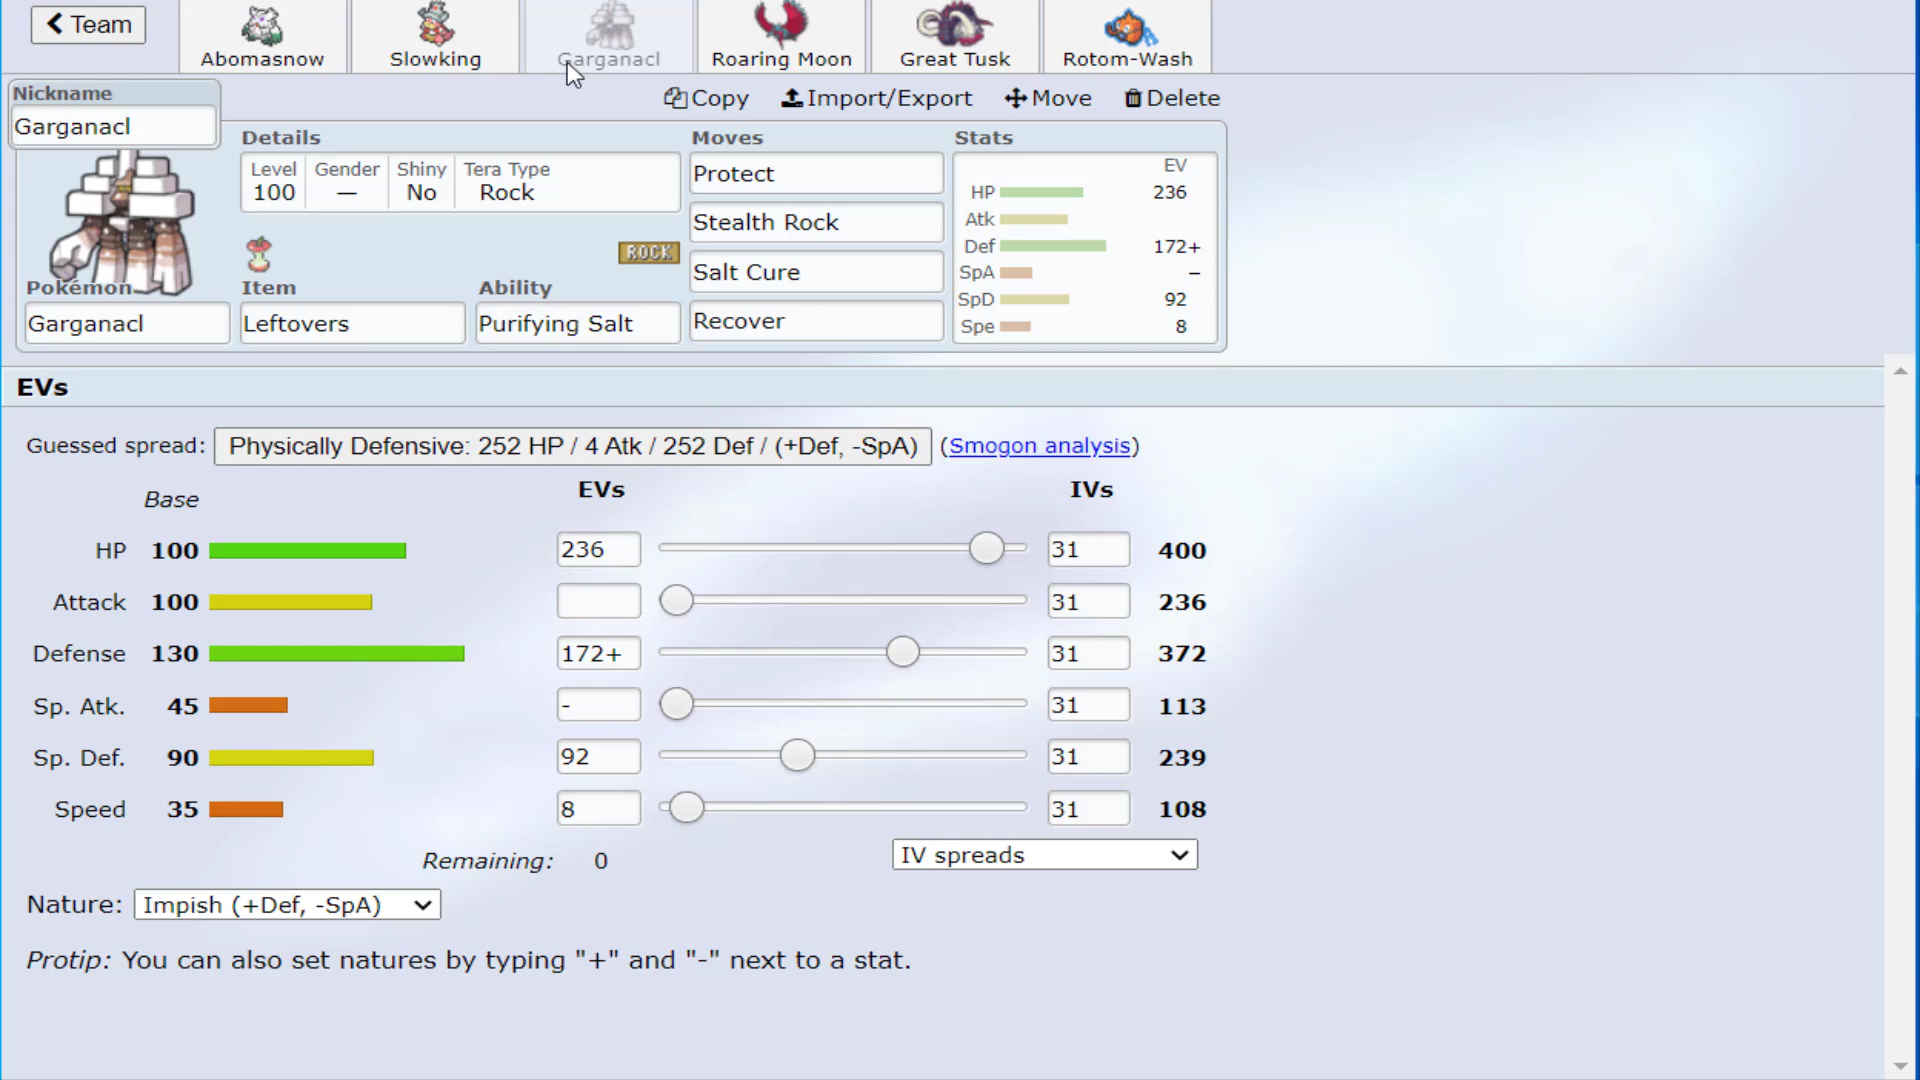 Team
Abomasnow
Slowking
Garganacl
Roaring Moon
Great Tusk
Rotom-Wash
Nickname
Garganacl
Copy
Import/Export
Move
Delete
Details
Moves
Stats
Level
Gender
Shiny
Tera Type
100
—
No
Rock
Protect
Stealth Rock
Salt Cure
Recover
EV
HP 236
Atk
Def 172+
SpA –
SpD 92
Spe 8
ROCK
Pokémon
Item
Ability
Garganacl
Leftovers
Purifying Salt
EVs
Guessed spread: Physically Defensive: 252 HP / 4 Atk / 252 Def / (+Def, -SpA) (Smogon analysis)
Base EVs IVs
HP 100 236 31 400
Attack 100 31 236
Defense 130 172+ 31 372
Sp. Atk. 45 - 31 113
Sp. Def. 90 92 31 239
Speed 35 8 31 108
Remaining: 0
IV spreads
Nature: Impish (+Def, -SpA)
Protip: You can also set natures by typing "+" and "-" next to a stat.